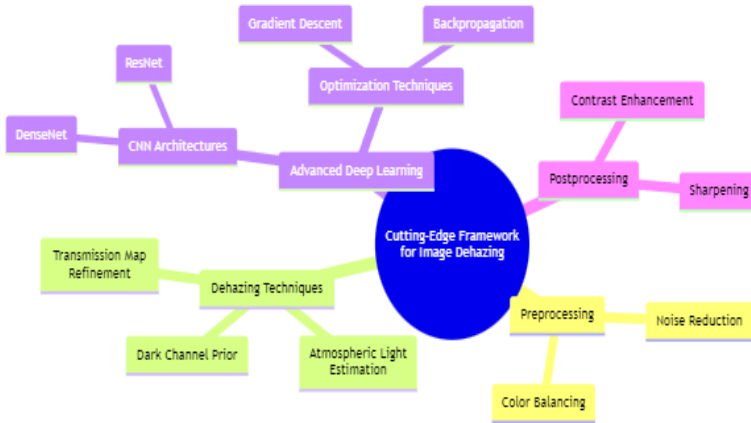 Gradient Descent
Backpropagation
ResNet
Optimization Techniques
Contrast Enhancement
DenseNet
CNN Architectures
Advanced Deep Learning
Postprocessing
Sharpening
Cutting-Edge Framework
for Image Dehazing
Transmission Map
Refinement
Dehazing Techniques
Preprocessing
Noise Reduction
Dark Channel Prior
Atmospheric Light
Estimation
Color Balancing